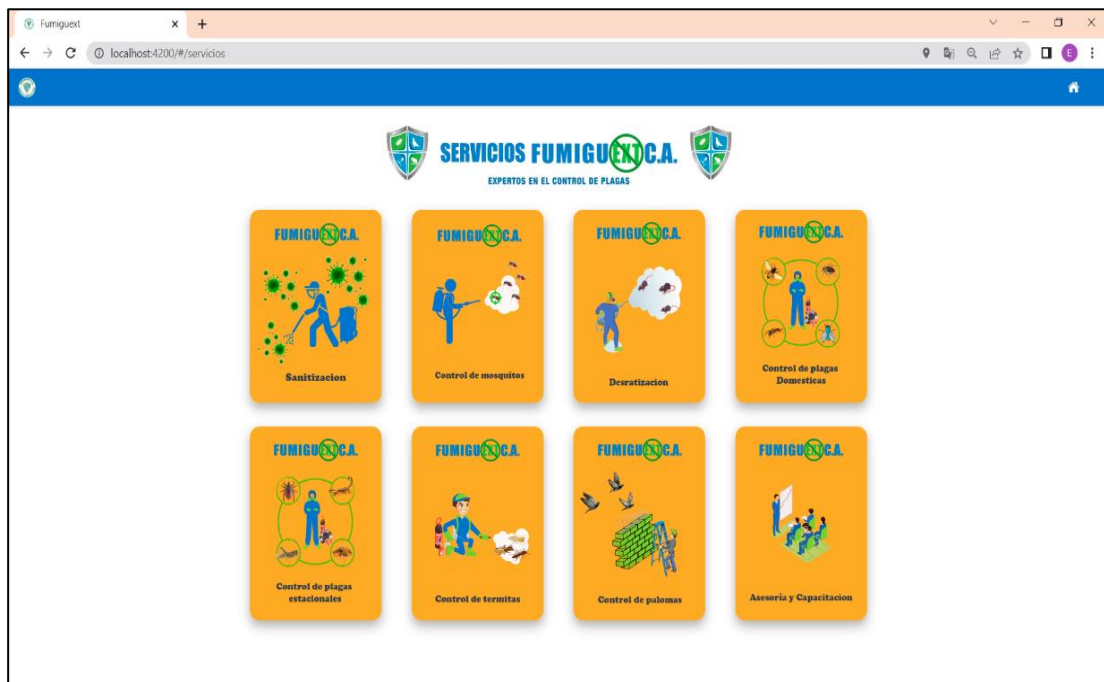 Fumiguext
localhost:4200/#/servicios
E
SERVICIOS FUMIGUEXT C.A.
EXPERTOS EN EL CONTROL DE PLAGAS
FUMIGUEXT C.A.
Sanitizacion
FUMIGUEXT C.A.
Control de mosquitos
FUMIGUEXT C.A.
Desratizacion
FUMIGUEXT C.A.
Control de plagas
Domesticas
FUMIGUEXT C.A.
Control de plagas
estacionales
FUMIGUEXT C.A.
Control de termitas
FUMIGUEXT C.A.
Control de palomas
FUMIGUEXT C.A.
Asesoria y Capacitacion